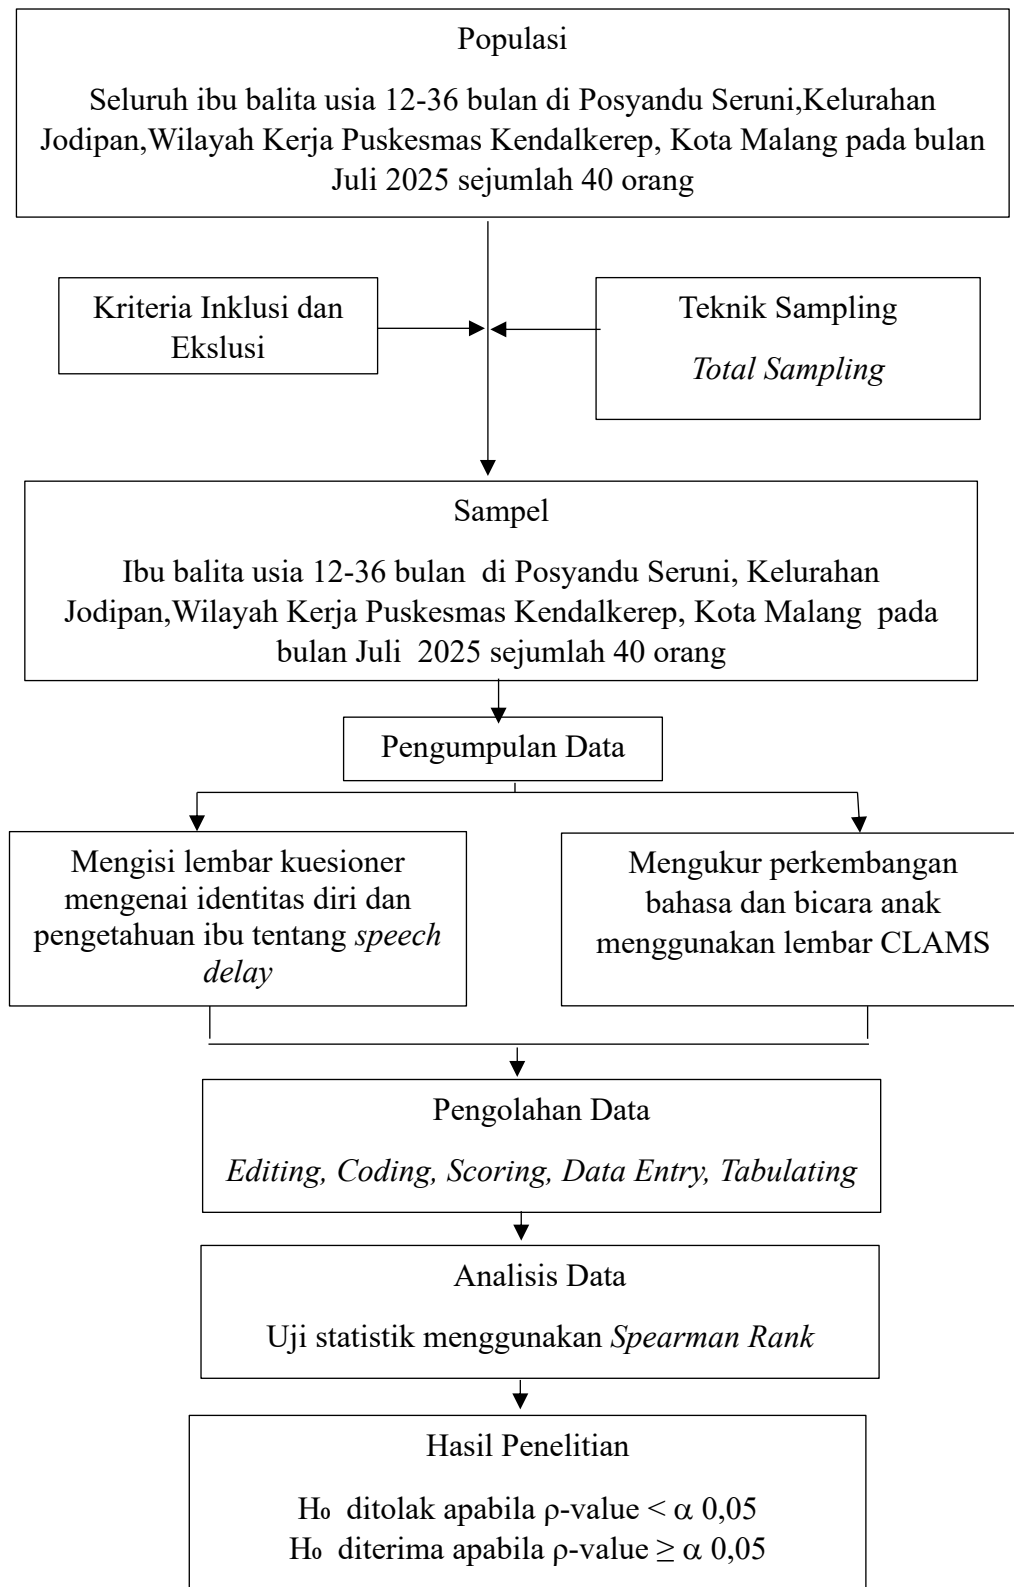 Populasi
Seluruh ibu balita usia 12-36 bulan di Posyandu Seruni,Kelurahan
Jodipan,Wilayah Kerja Puskesmas Kendalkerep, Kota Malang pada bulan
Juli 2025 sejumlah 40 orang
Kriteria Inklusi dan
Ekslusi
Teknik Sampling
Total Sampling
Sampel
Ibu balita usia 12-36 bulan di Posyandu Seruni, Kelurahan
Jodipan,Wilayah Kerja Puskesmas Kendalkerep, Kota Malang pada
bulan Juli 2025 sejumlah 40 orang
Pengumpulan Data
Mengisi lembar kuesioner
mengenai identitas diri dan
pengetahuan ibu tentang speech
delay
Mengukur perkembangan
bahasa dan bicara anak
menggunakan lembar CLAMS
Pengolahan Data
Editing, Coding, Scoring, Data Entry, Tabulating
Analisis Data
Uji statistik menggunakan Spearman Rank
Hasil Penelitian
H₀ ditolak apabila ρ-value < α 0,05
H₀ diterima apabila ρ-value ≥ α 0,05